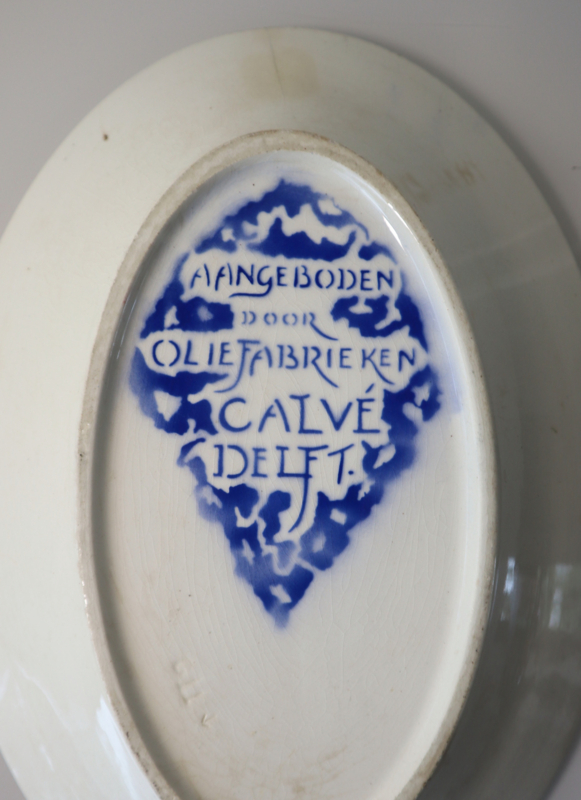 AANGEBODEN
DOOR
OLIEFABRIEKEN
CALVÉ
DELFT.